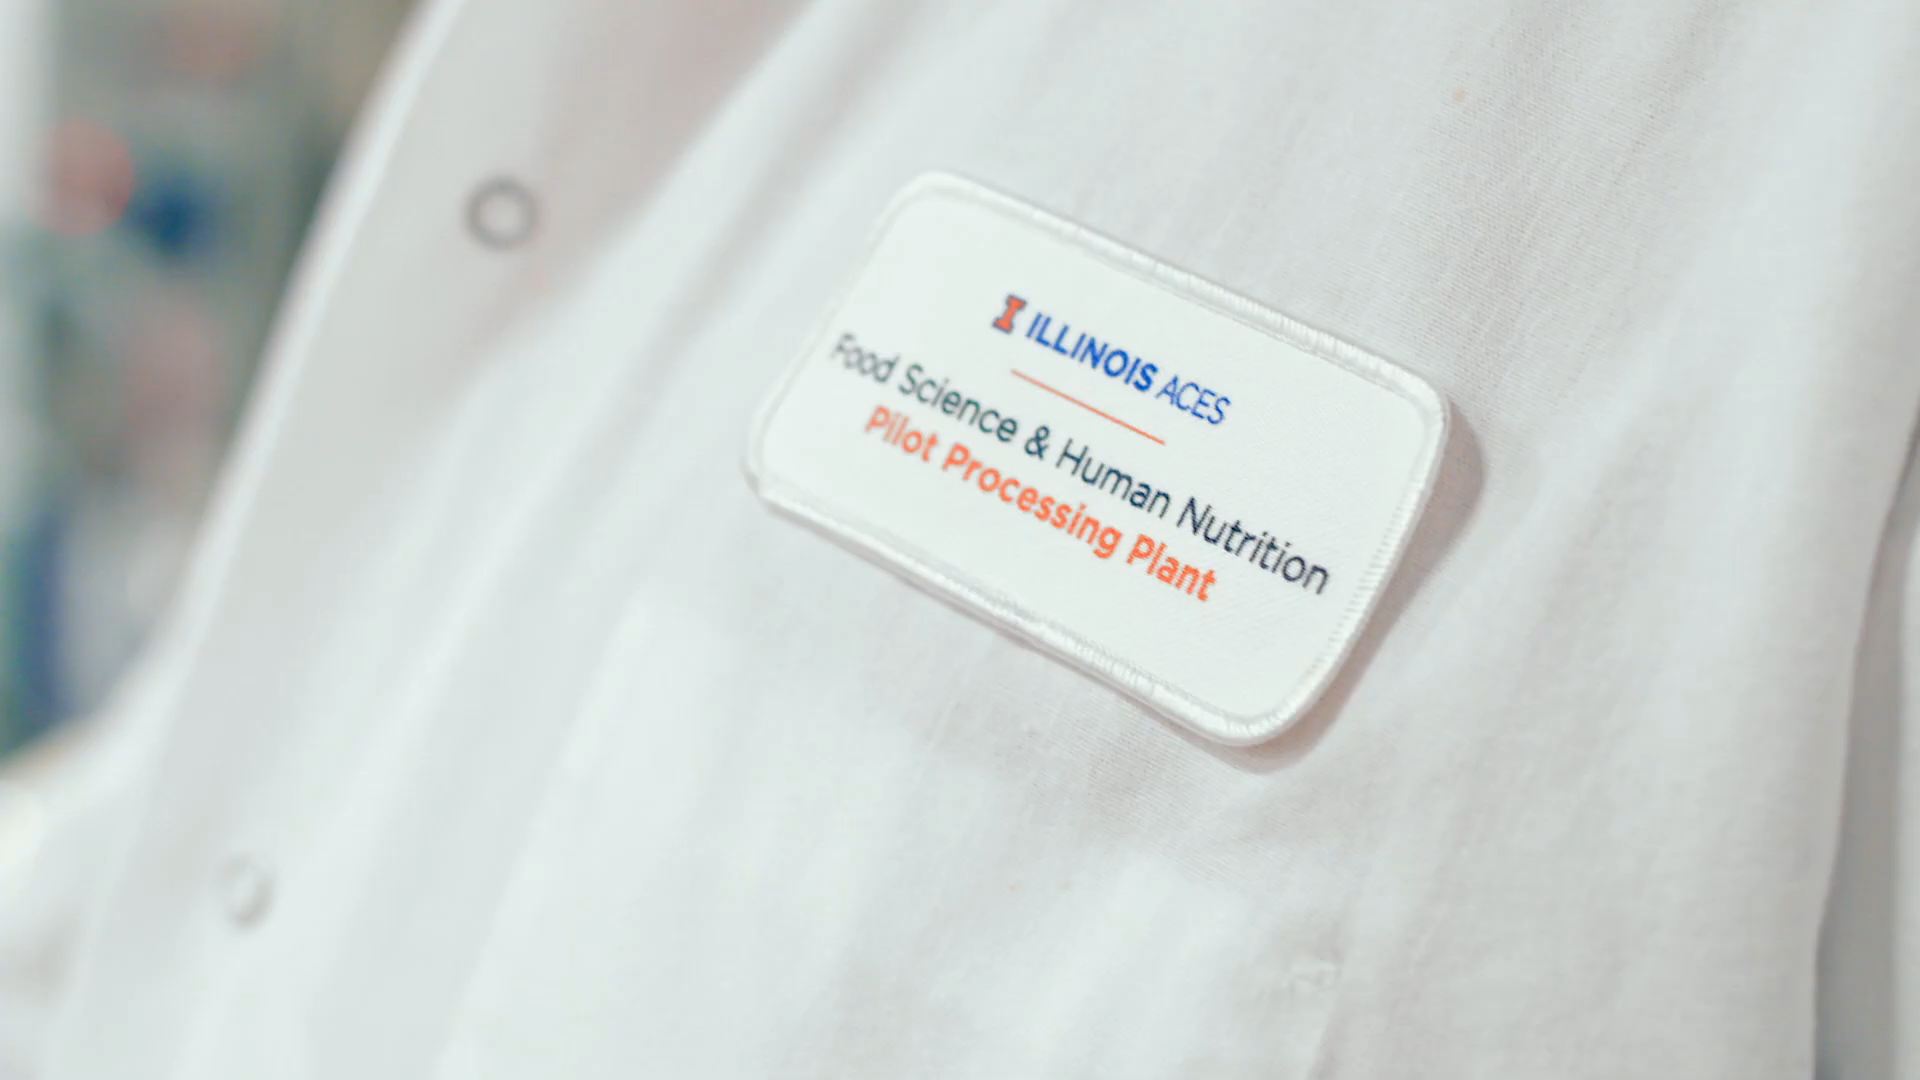 I ILLINOIS ACES
Food Science & Human Nutrition
Pilot Processing Plant